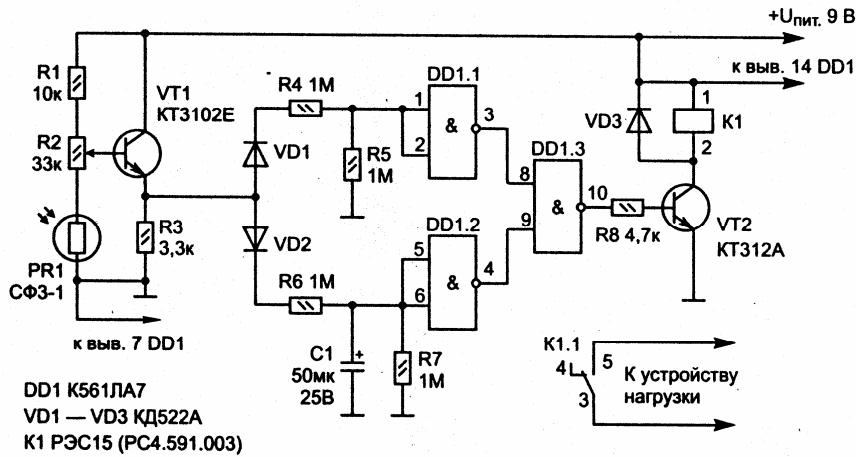 +Uпит. 9 В
к выв. 14 DD1
R1
10к
VT1
КТ3102Е
R2
33к
R3
3,3к
PR1
СФ3-1
к выв. 7 DD1
R4 1М
VD1
R5
1М
VD2
R6 1М
C1
+
50мк
25В
R7
1М
DD1.1
1
2
&
3
DD1.2
5
6
&
4
DD1.3
8
9
&
10
R8 4,7к
VD3
1
К1
2
VT2
КТ312А
К1.1
4
5
3
К устройству
нагрузки
DD1 К561ЛА7
VD1 — VD3 КД522А
К1 РЭС15 (РС4.591.003)